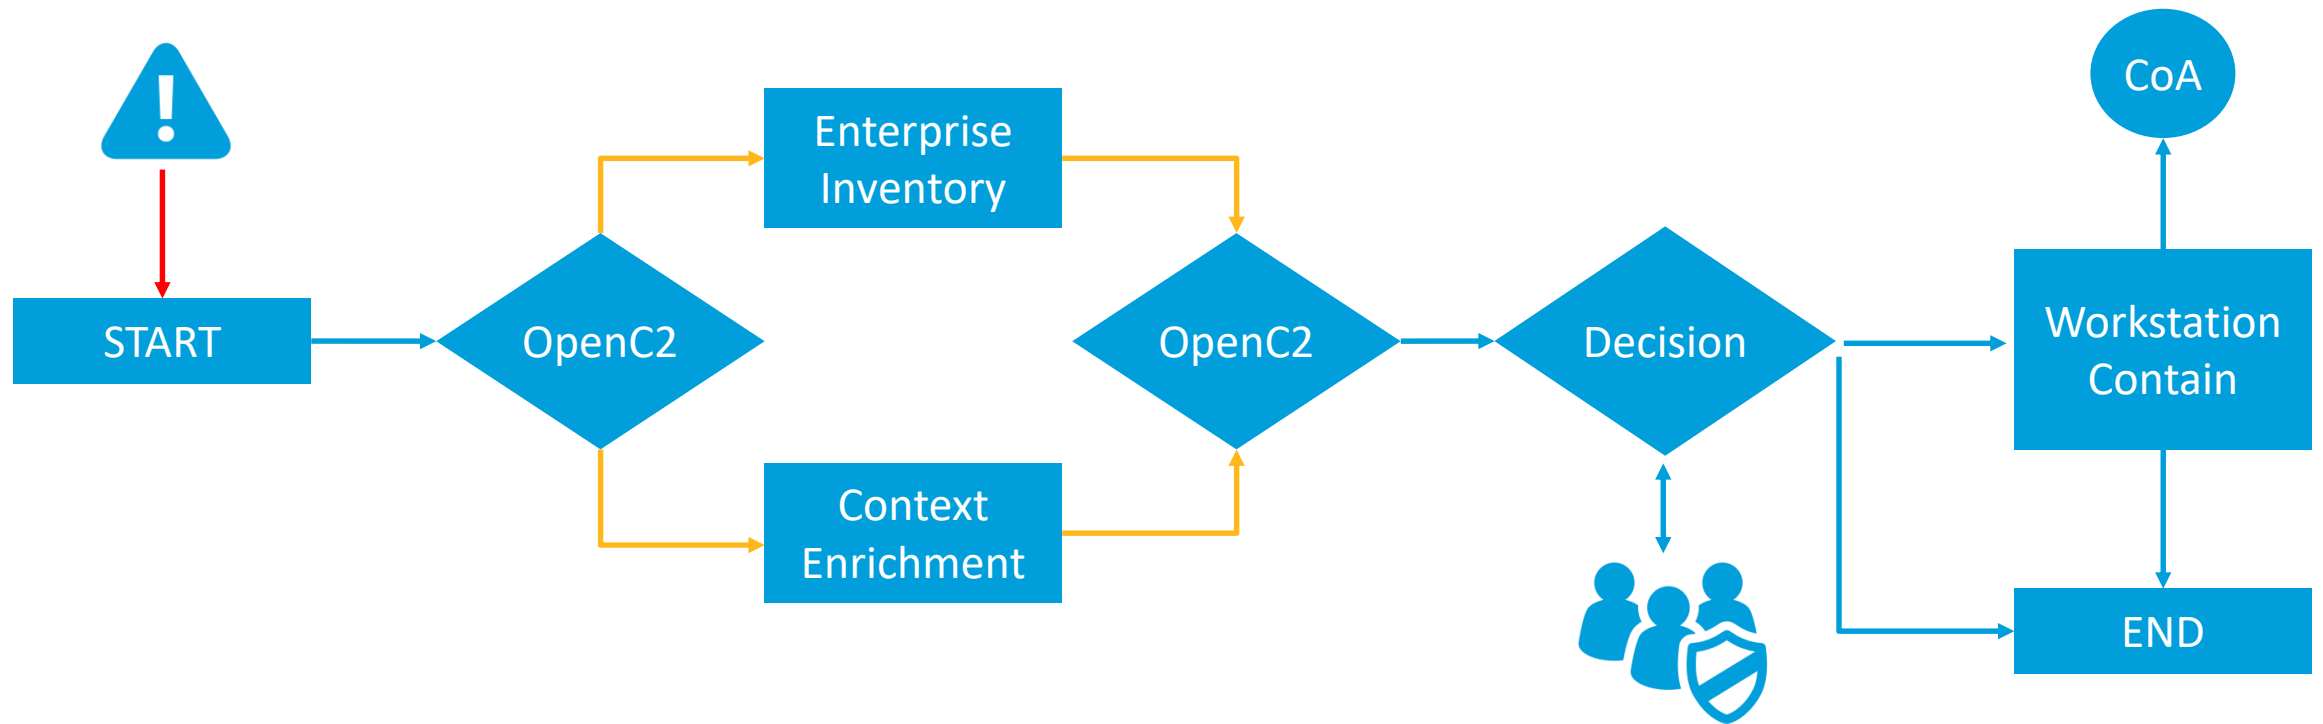 START
OpenC2
Enterprise
Inventory
Context
Enrichment
OpenC2
Decision
CoA
Workstation
Contain
END